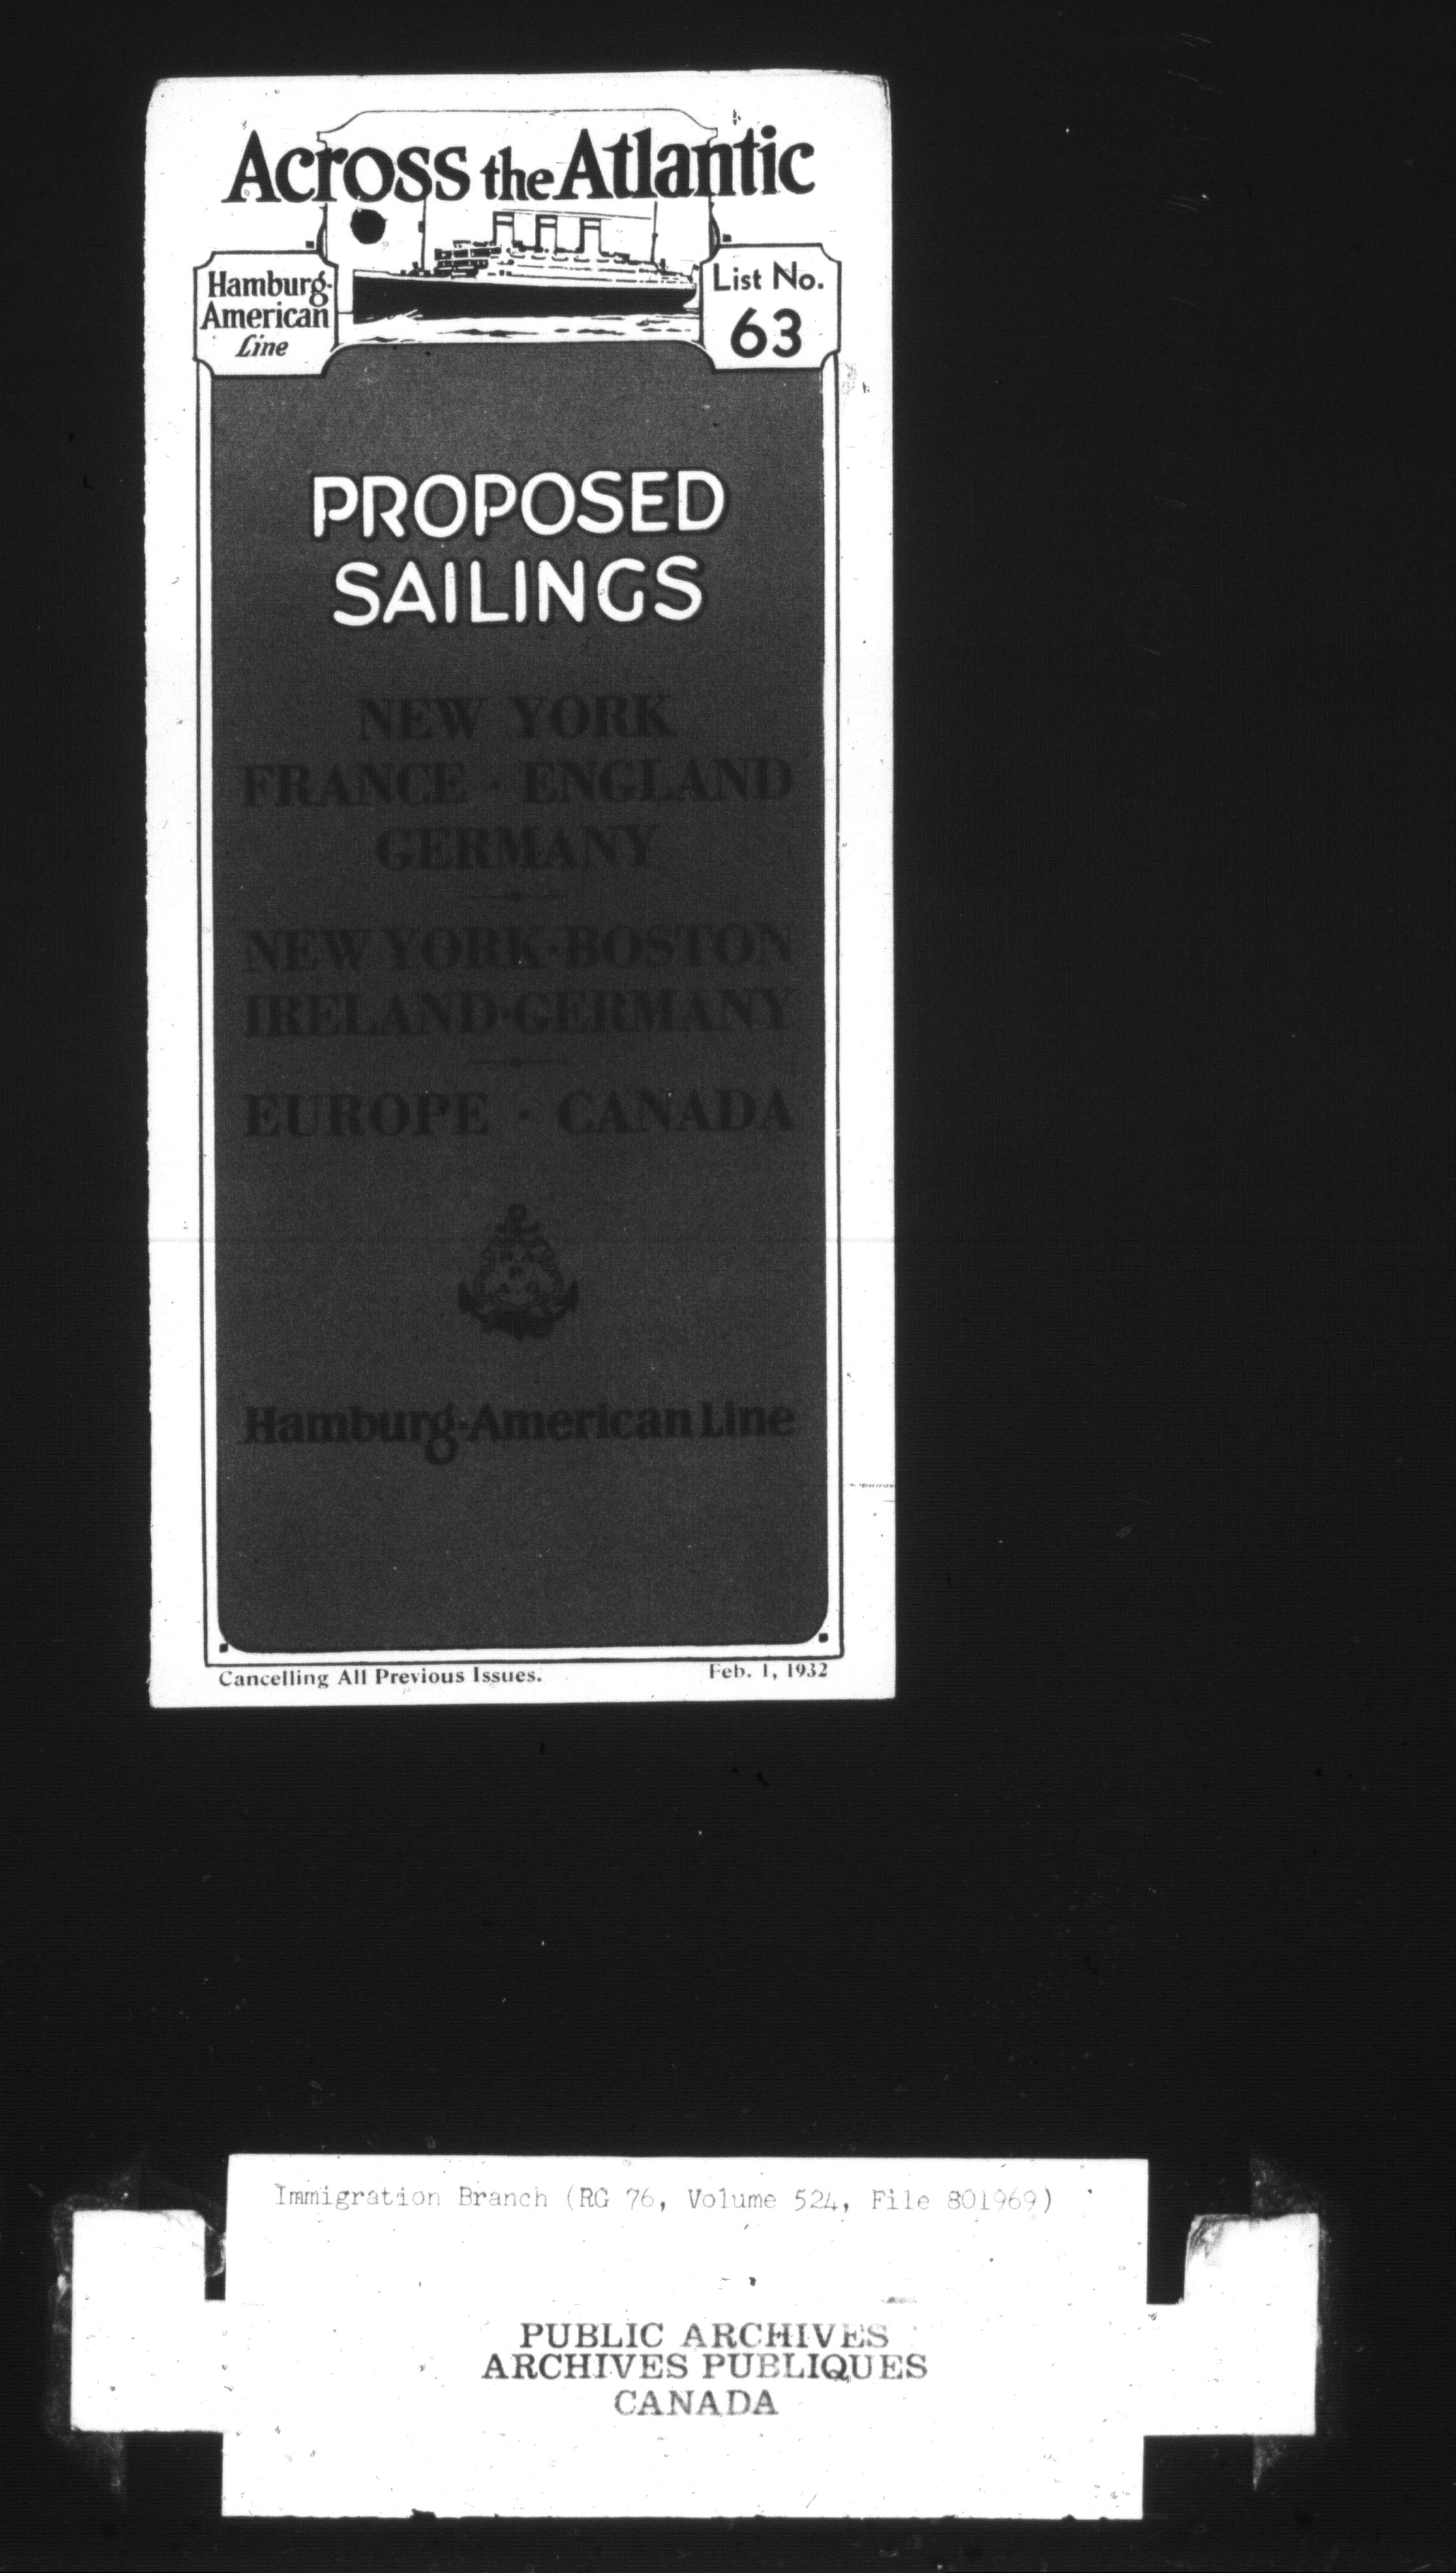 Across the Atlantic
Hamburg-
American
Line
List No.
63
PROPOSED
SAILINGS
NEW YORK
FRANCE · ENGLAND
GERMANY
NEW YORK·BOSTON
IRELAND·GERMANY
EUROPE · CANADA
H A
P
A G
Hamburg-American Line
Cancelling All Previous Issues.
Feb. 1, 1932
Immigration Branch (RG 76, Volume 524, File 801969)
PUBLIC ARCHIVES
ARCHIVES PUBLIQUES
CANADA